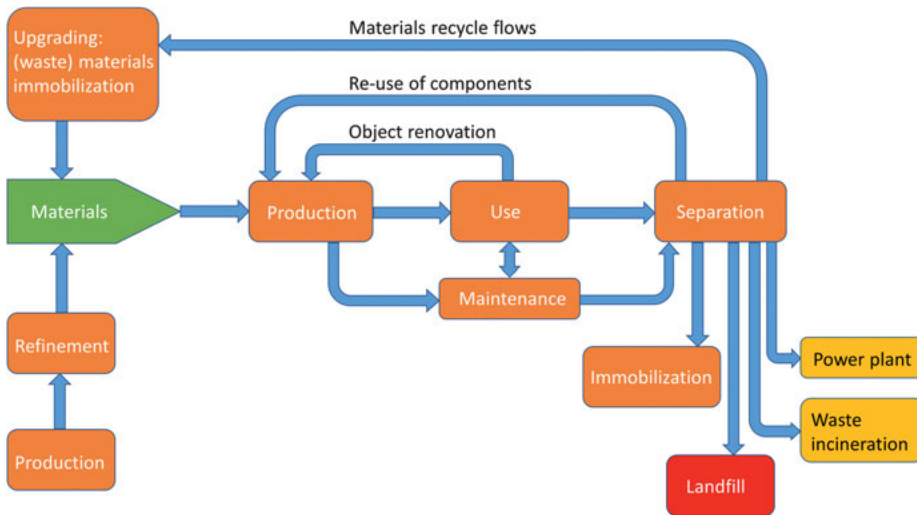 Upgrading:
(waste) materials
immobilization
Materials recycle flows
Re-use of components
Object renovation
Materials
Production
Use
Separation
Maintenance
Refinement
Immobilization
Power plant
Production
Waste
incineration
Landfill